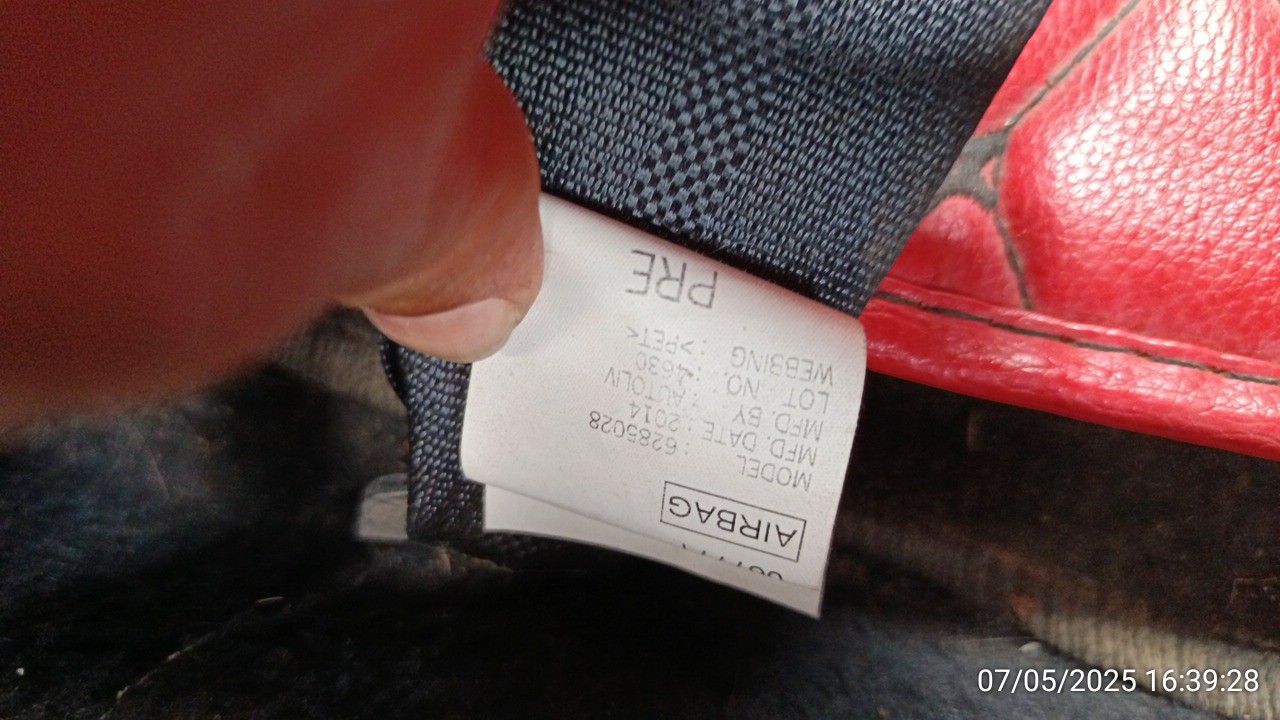 AIRBAG
MODEL : 6285028
MFD. DATE : 2014
MFD. BY : AUTOLIV
LOT. NO. : 4630
WEBBING : >PET<
PRE
07/05/2025 16:39:28